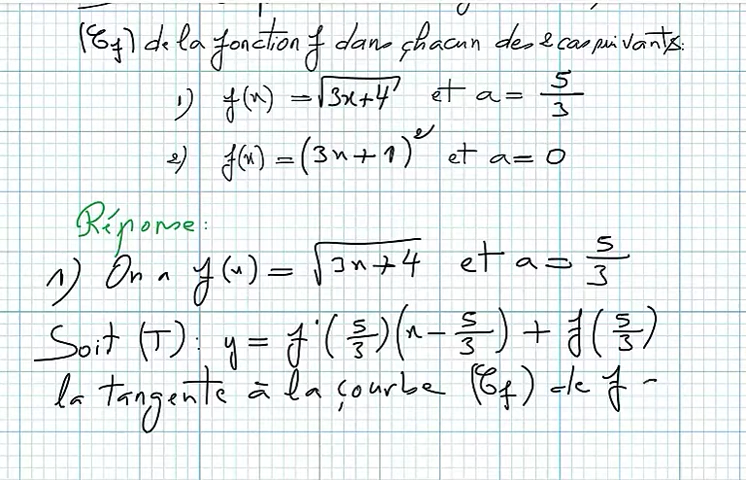 (𝒞f) de la fonction f dans chacun des 2 cas suivants:
1) f(x) = √(3x+4) et a = 5/3
2) f(x) = (3x+1)² et a = 0
Réponse:
1) On a f(x) = √(3x+4) et a = 5/3
Soit (T): y = f'(5/3)(x - 5/3) + f(5/3)
la tangente à la courbe (𝒞f) de f